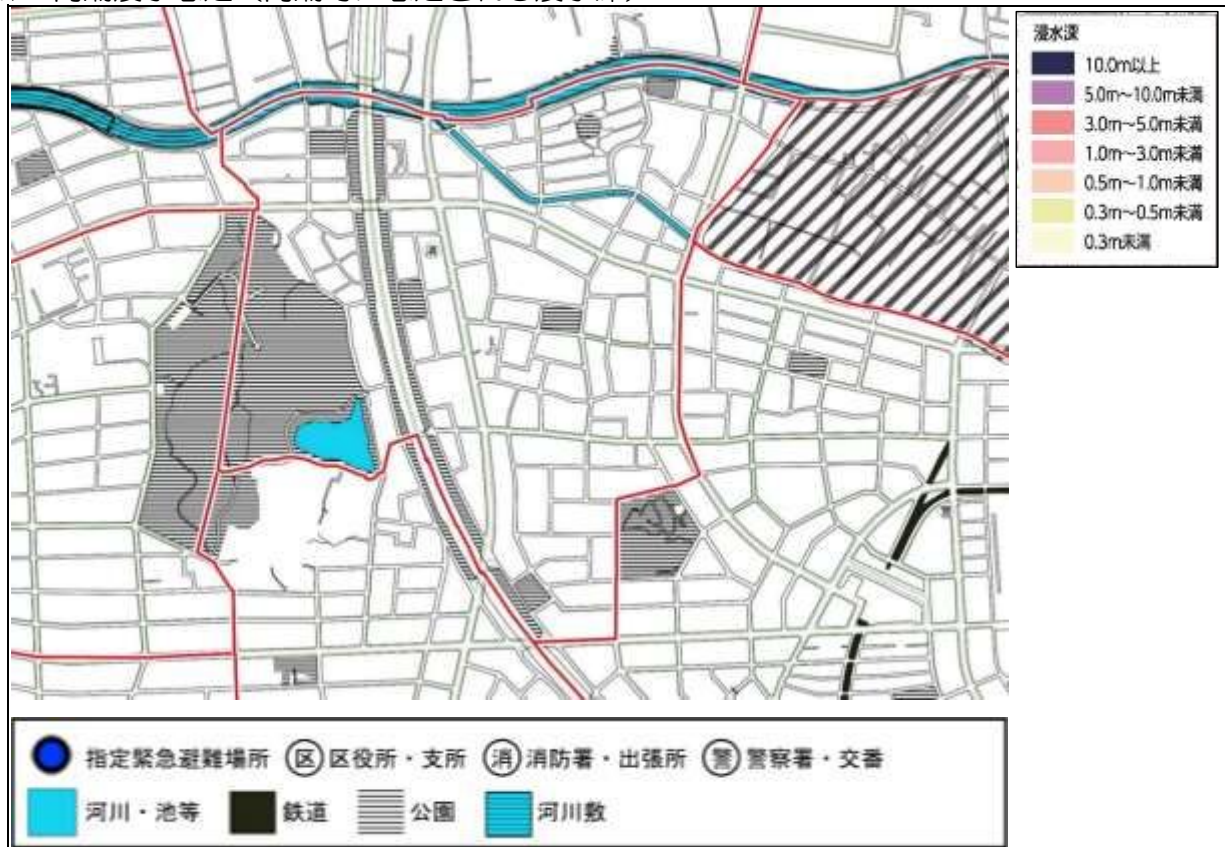 浸水深
10.0m以上
5.0m～10.0m未満
3.0m～5.0m未満
1.0m～3.0m未満
0.5m～1.0m未満
0.3m～0.5m未満
0.3m未満
消
指定緊急避難場所 区 区役所・支所 消 消防署・出張所 警 警察署・交番
河川・池等 鉄道 公園 河川敷